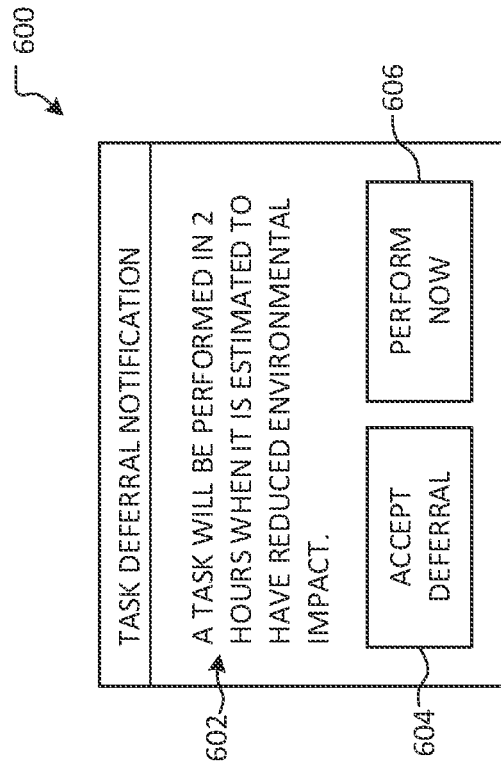 600
TASK DEFERRAL NOTIFICATION
602
A TASK WILL BE PERFORMED IN 2
HOURS WHEN IT IS ESTIMATED TO
HAVE REDUCED ENVIRONMENTAL
IMPACT.
604
ACCEPT
DEFERRAL
606
PERFORM
NOW